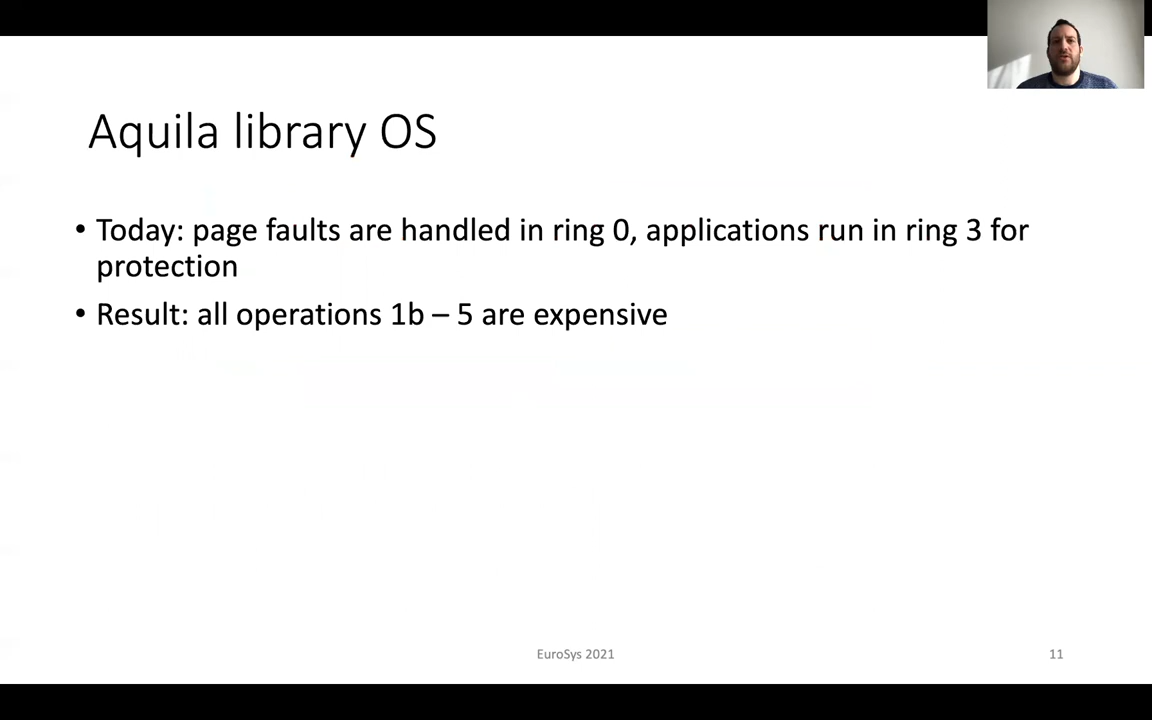 Aquila library OS
• Today: page faults are handled in ring 0, applications run in ring 3 for
protection
• Result: all operations 1b – 5 are expensive
EuroSys 2021
11